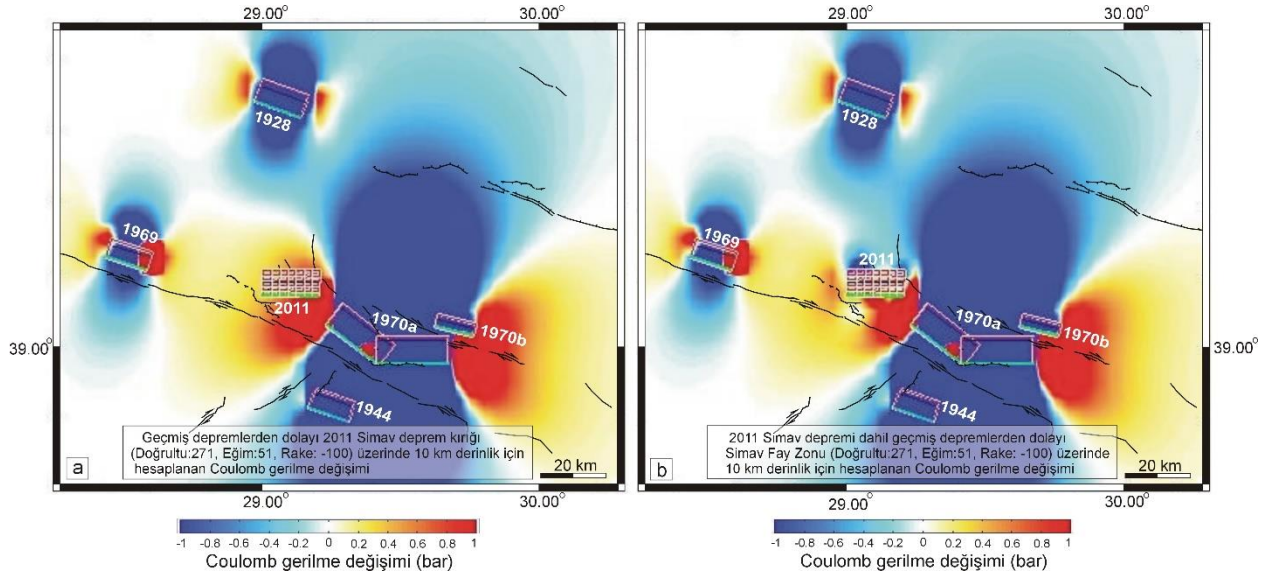 29.00°
30.00°
29.00°
30.00°
1928
1969
2011
1970a
1970b
1944
39.00°
Geçmiş depremlerden dolayı 2011 Simav deprem kırığı
(Doğrultu:271, Eğim:51, Rake: -100) üzerinde 10 km derinlik için
hesaplanan Coulomb gerilme değişimi
a
20 km
29.00°
30.00°
-1 -0.8 -0.6 -0.4 -0.2 0 0.2 0.4 0.6 0.8 1
Coulomb gerilme değişimi (bar)
1928
1969
2011
1970a
1970b
1944
39.00°
2011 Simav depremi dahil geçmiş depremlerden dolayı
Simav Fay Zonu (Doğrultu:271, Eğim:51, Rake: -100) üzerinde
10 km derinlik için hesaplanan Coulomb gerilme değişimi
b
20 km
29.00°
30.00°
-1 -0.8 -0.6 -0.4 -0.2 0 0.2 0.4 0.6 0.8 1
Coulomb gerilme değişimi (bar)